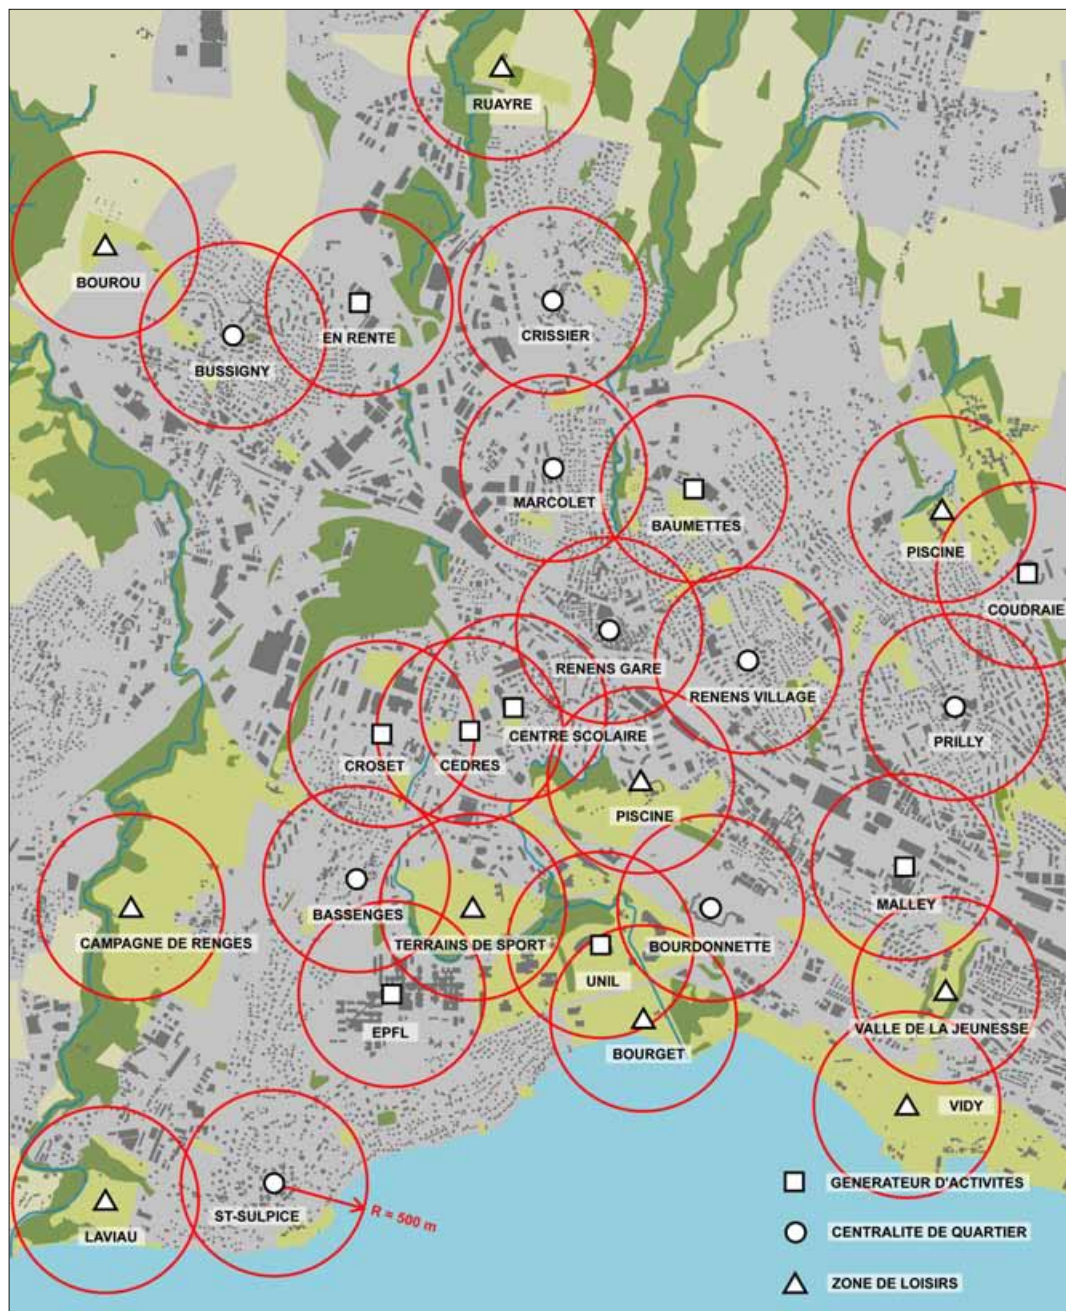 RUAYRE
BOUROU
EN RENTE
CRISSIER
BUSSIGNY
MARCOLET
BAUMETTES
PISCINE
COUDRAIE
RENENS GARE
RENENS VILLAGE
CENTRE SCOLAIRE
PRILLY
CROSET
CEDRES
PISCINE
MALLEY
BASSENGES
CAMPAGNE DE RENGES
TERRAINS DE SPORT
BOURDONNETTE
UNIL
EPFL
VALLE DE LA JEUNESSE
BOURGET
VIDY
GENERATEUR D'ACTIVITES
ST-SULPICE
R = 500 m
LAVIAU
CENTRALITE DE QUARTIER
ZONE DE LOISIRS